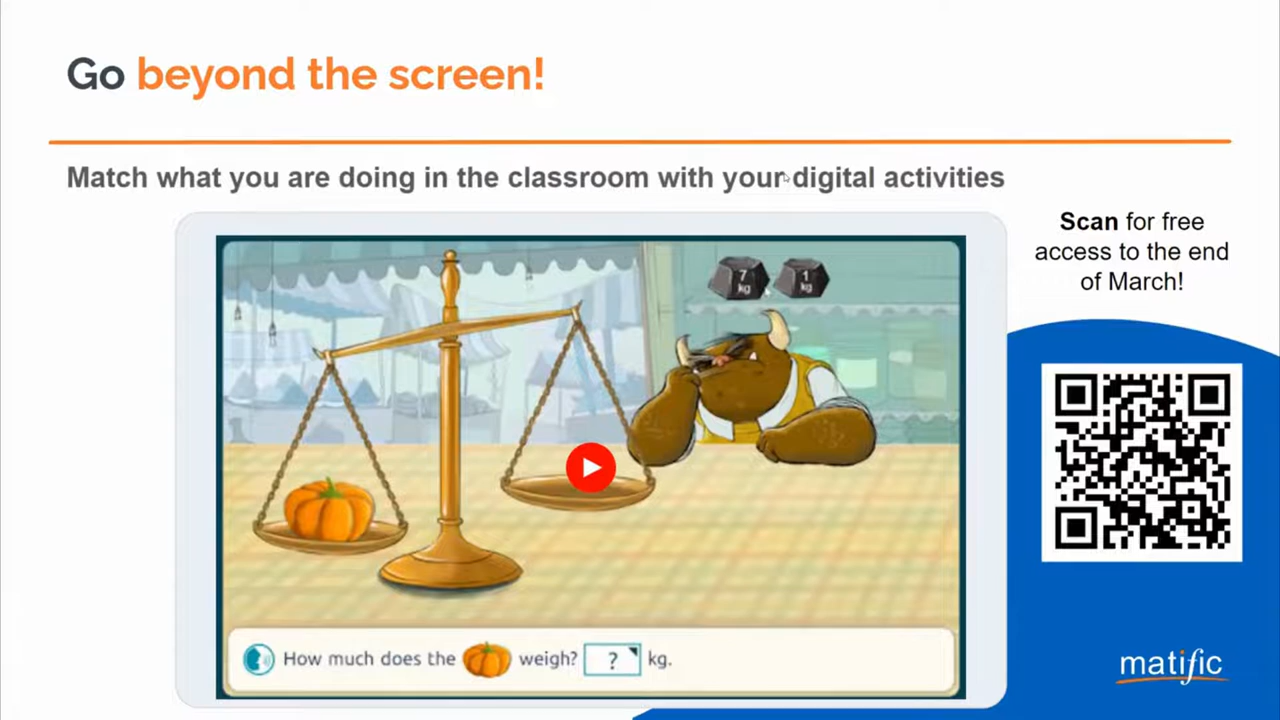 Go beyond the screen!
Match what you are doing in the classroom with your digital activities
Scan for free
access to the end
of March!
7
kg
1
kg
How much does the weigh? ? kg.
matific